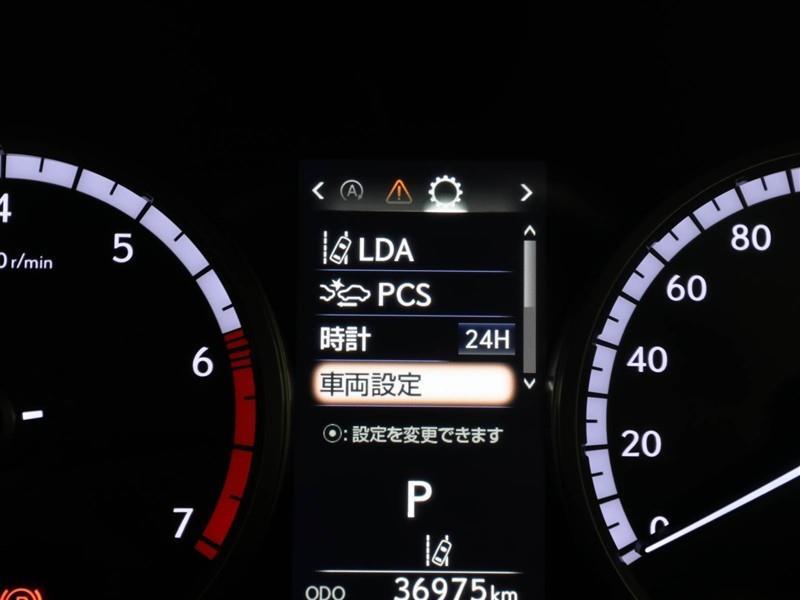 A
LDA
PCS
時計 24H
車両設定
:設定を変更できます
P
ODO 36975km
4
5
6
7
r/min
80
60
40
20
0